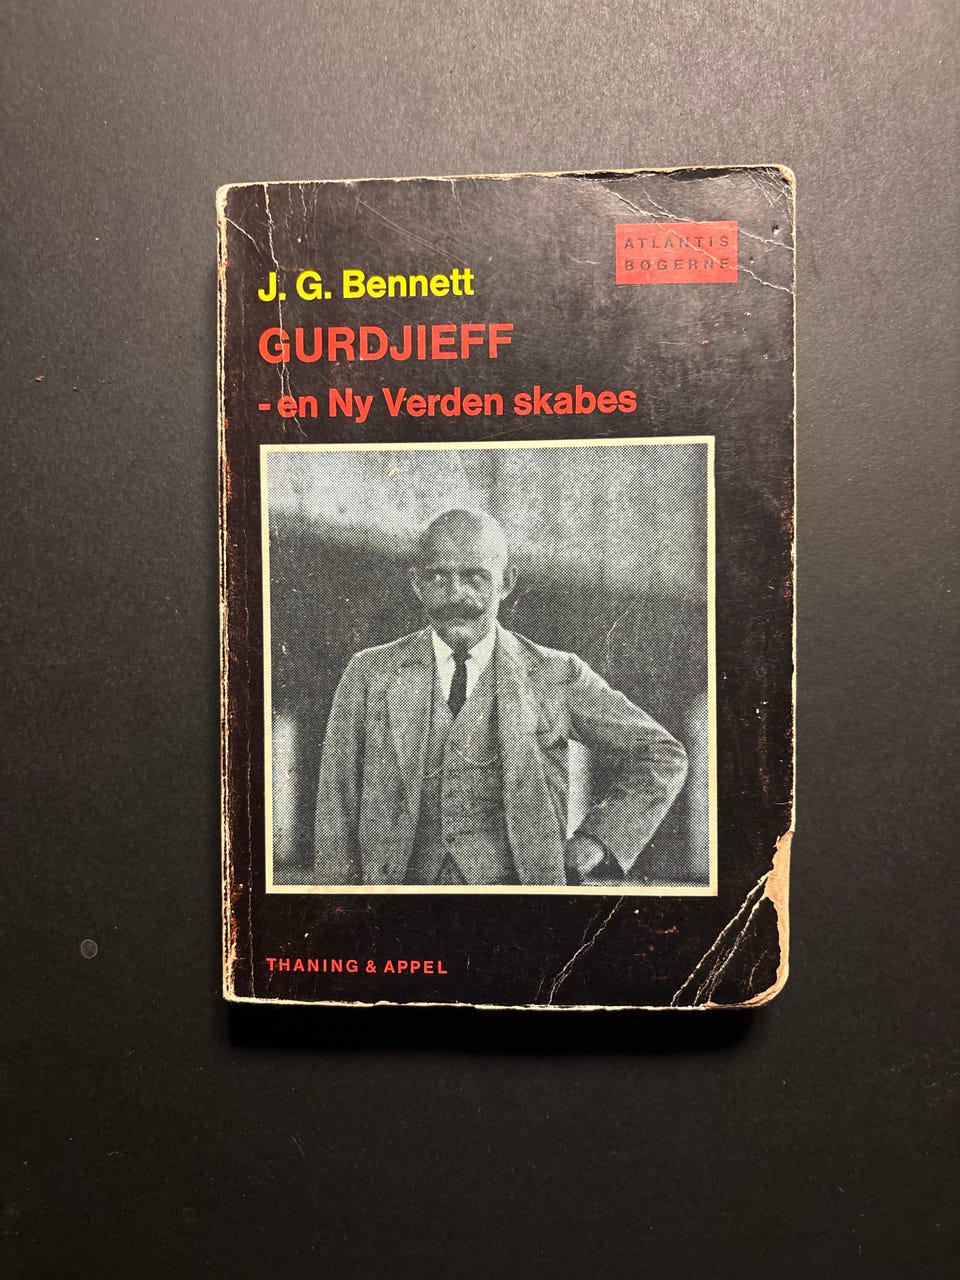 ATLANTIS
BØGERNE
J. G. Bennett
GURDJIEFF
- en Ny Verden skabes
THANING & APPEL